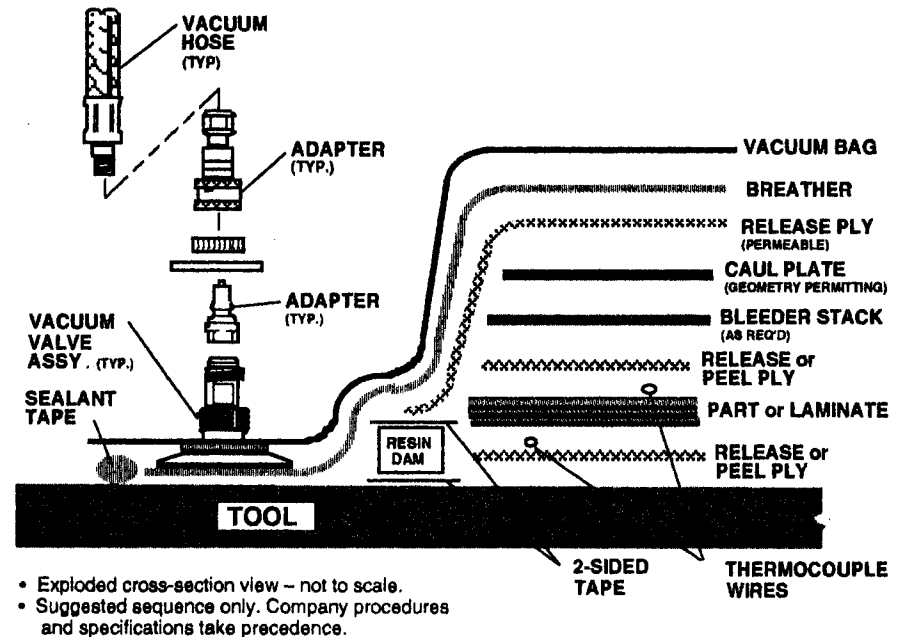 VACUUM
HOSE
(TYP)
ADAPTER
(TYP.)
VACUUM BAG
BREATHER
RELEASE PLY
(PERMEABLE)
CAUL PLATE
(GEOMETRY PERMITTING)
ADAPTER
(TYP.)
BLEEDER STACK
(AS REQ'D)
VACUUM
VALVE
ASSY. (TYP.)
RELEASE or
PEEL PLY
SEALANT
TAPE
PART or LAMINATE
RESIN
DAM
RELEASE or
PEEL PLY
TOOL
2-SIDED
TAPE
THERMOCOUPLE
WIRES
• Exploded cross-section view – not to scale.
• Suggested sequence only. Company procedures
and specifications take precedence.